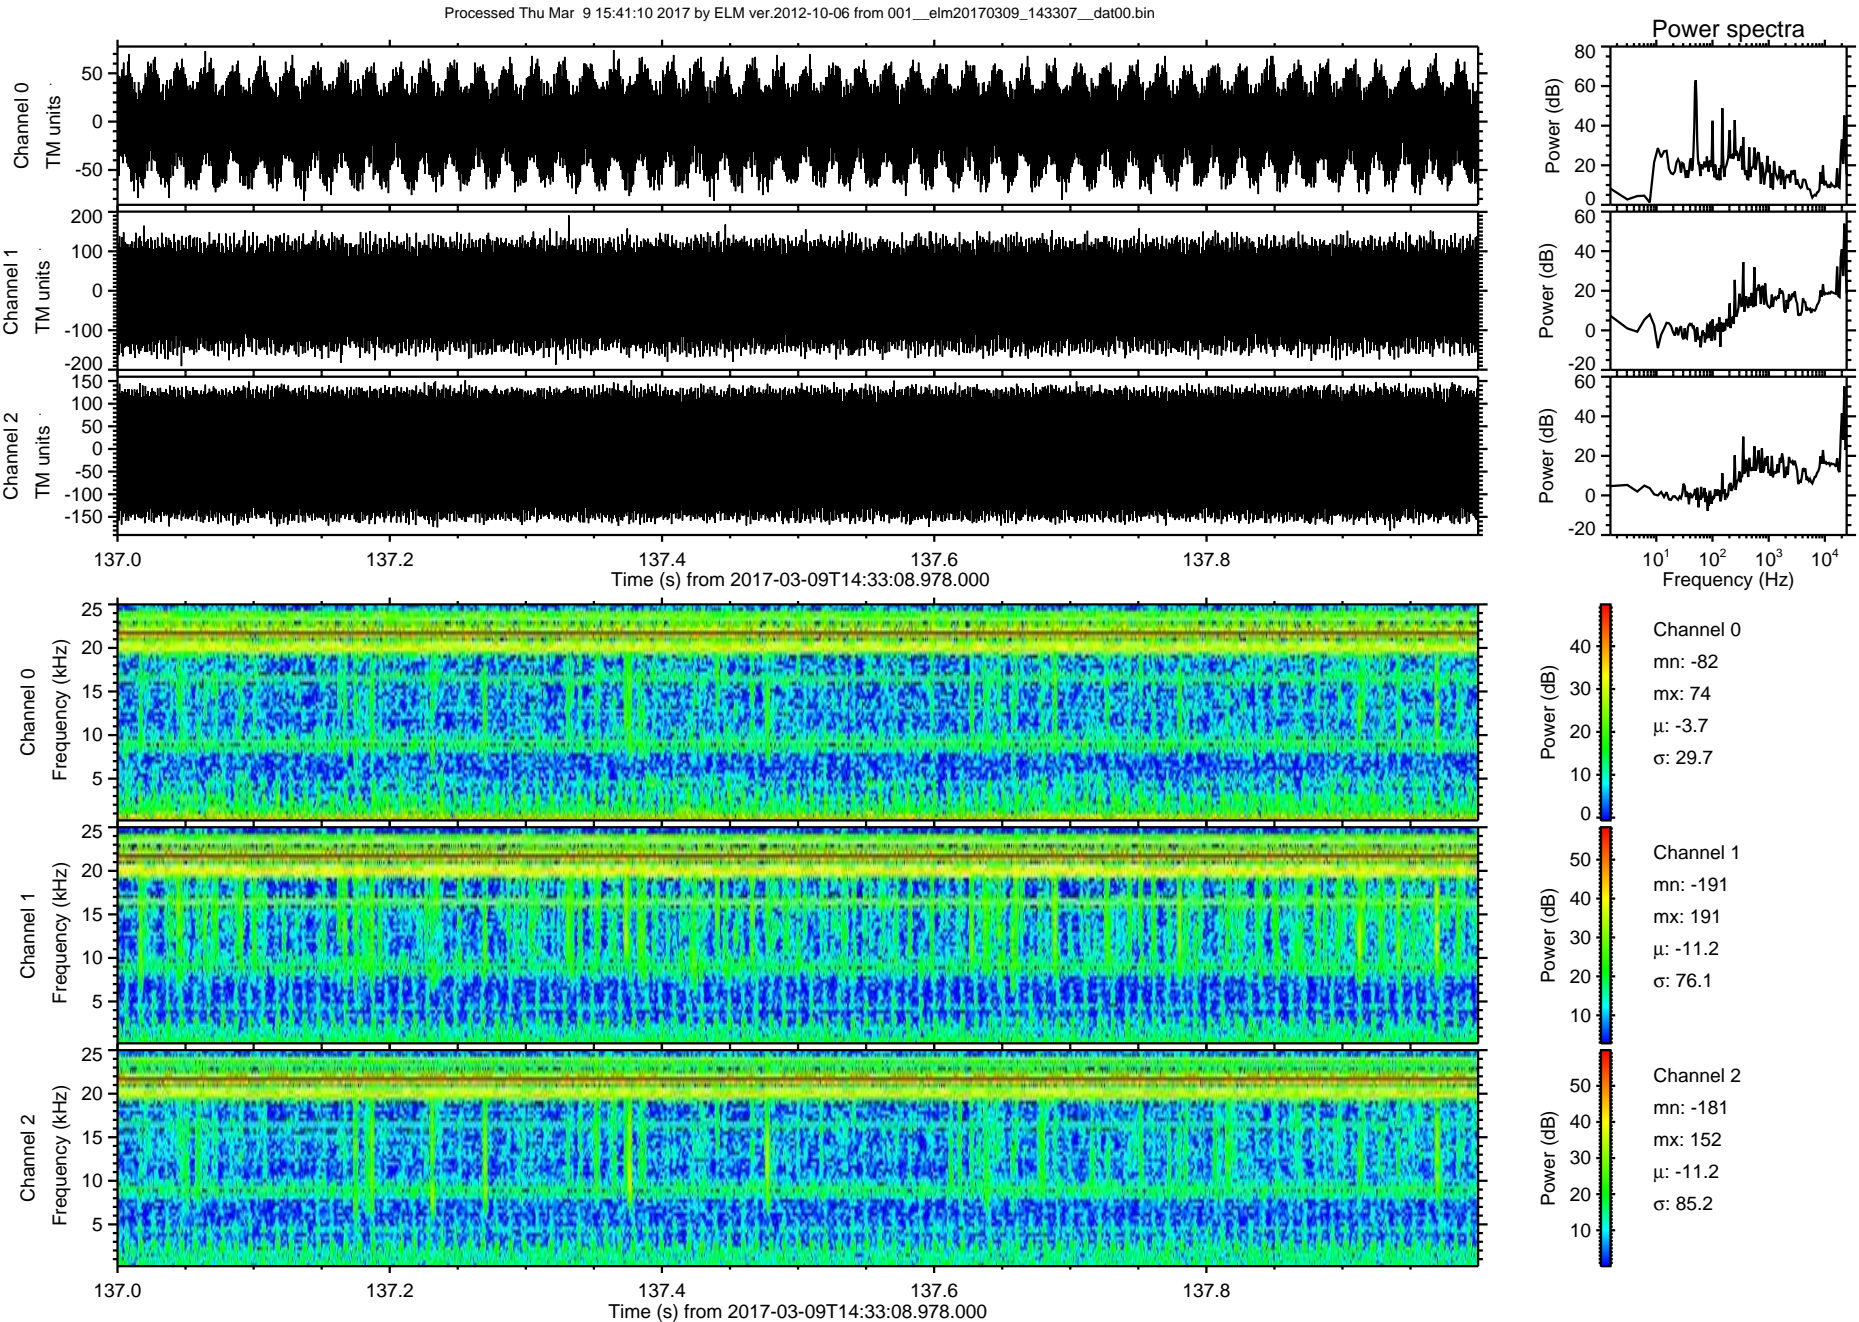 Processed Thu Mar  9 15:41:10 2017 by ELM ver.2012-10-06 from 001__elm20170309_143307__dat00.bin
Power spectra
Channel 0
TM units
50
0
-50
Power (dB)
80
60
40
20
0
Channel 1
TM units
200
100
0
-100
-200
Power (dB)
60
40
20
0
-20
Channel 2
TM units
150
100
50
0
-50
-100
-150
Power (dB)
60
40
20
0
-20
137.0 137.2 137.4 137.6 137.8
Time (s) from 2017-03-09T14:33:08.978.000
10^1 10^2 10^3 10^4
Frequency (Hz)
Channel 0
Frequency (kHz)
25
20
15
10
5
Power (dB)
40
30
20
10
0
Channel 0
mn: -82
mx: 74
μ: -3.7
σ: 29.7
Channel 1
Frequency (kHz)
25
20
15
10
5
Power (dB)
50
40
30
20
10
Channel 1
mn: -191
mx: 191
μ: -11.2
σ: 76.1
Channel 2
Frequency (kHz)
25
20
15
10
5
Power (dB)
50
40
30
20
10
Channel 2
mn: -181
mx: 152
μ: -11.2
σ: 85.2
137.0 137.2 137.4 137.6 137.8
Time (s) from 2017-03-09T14:33:08.978.000